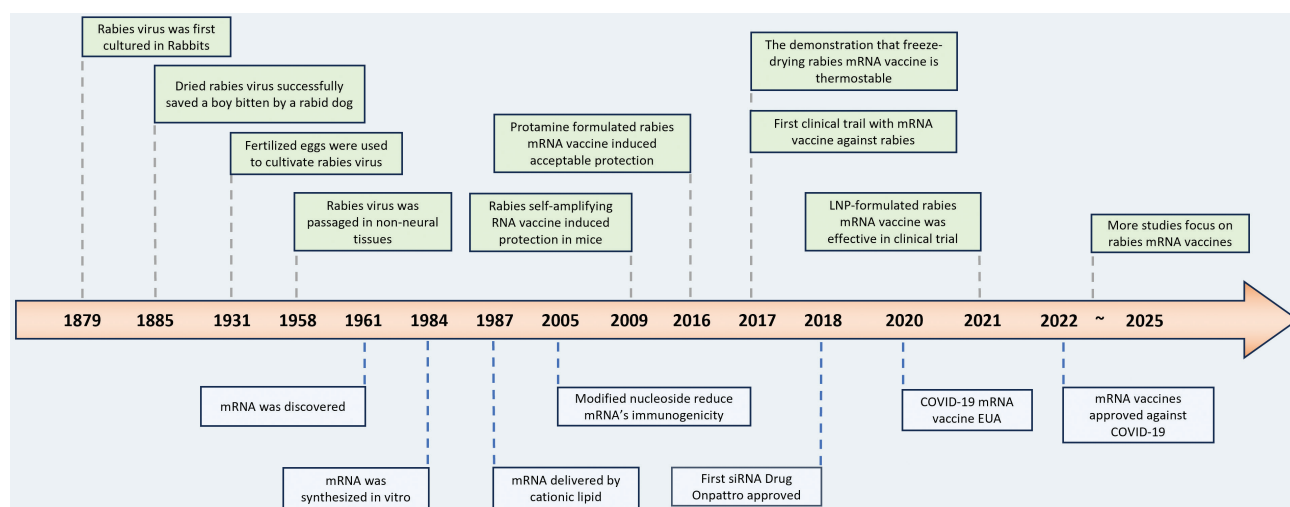 Rabies virus was first
cultured in Rabbits
Dried rabies virus successfully
saved a boy bitten by a rabid dog
Fertilized eggs were used
to cultivate rabies virus
Rabies virus was
passaged in non-neural
tissues
Protamine formulated rabies
mRNA vaccine induced
acceptable protection
Rabies self-amplifying
RNA vaccine induced
protection in mice
The demonstration that freeze-
drying rabies mRNA vaccine is
thermostable
First clinical trail with mRNA
vaccine against rabies
LNP-formulated rabies
mRNA vaccine was
effective in clinical trial
More studies focus on
rabies mRNA vaccines
1879 1885 1931 1958 1961 1984 1987 2005 2009 2016 2017 2018 2020 2021 2022 ~ 2025
mRNA was discovered
mRNA was
synthesized in vitro
mRNA delivered by
cationic lipid
Modified nucleoside reduce
mRNA's immunogenicity
First siRNA Drug
Onpattro approved
COVID-19 mRNA
vaccine EUA
mRNA vaccines
approved against
COVID-19